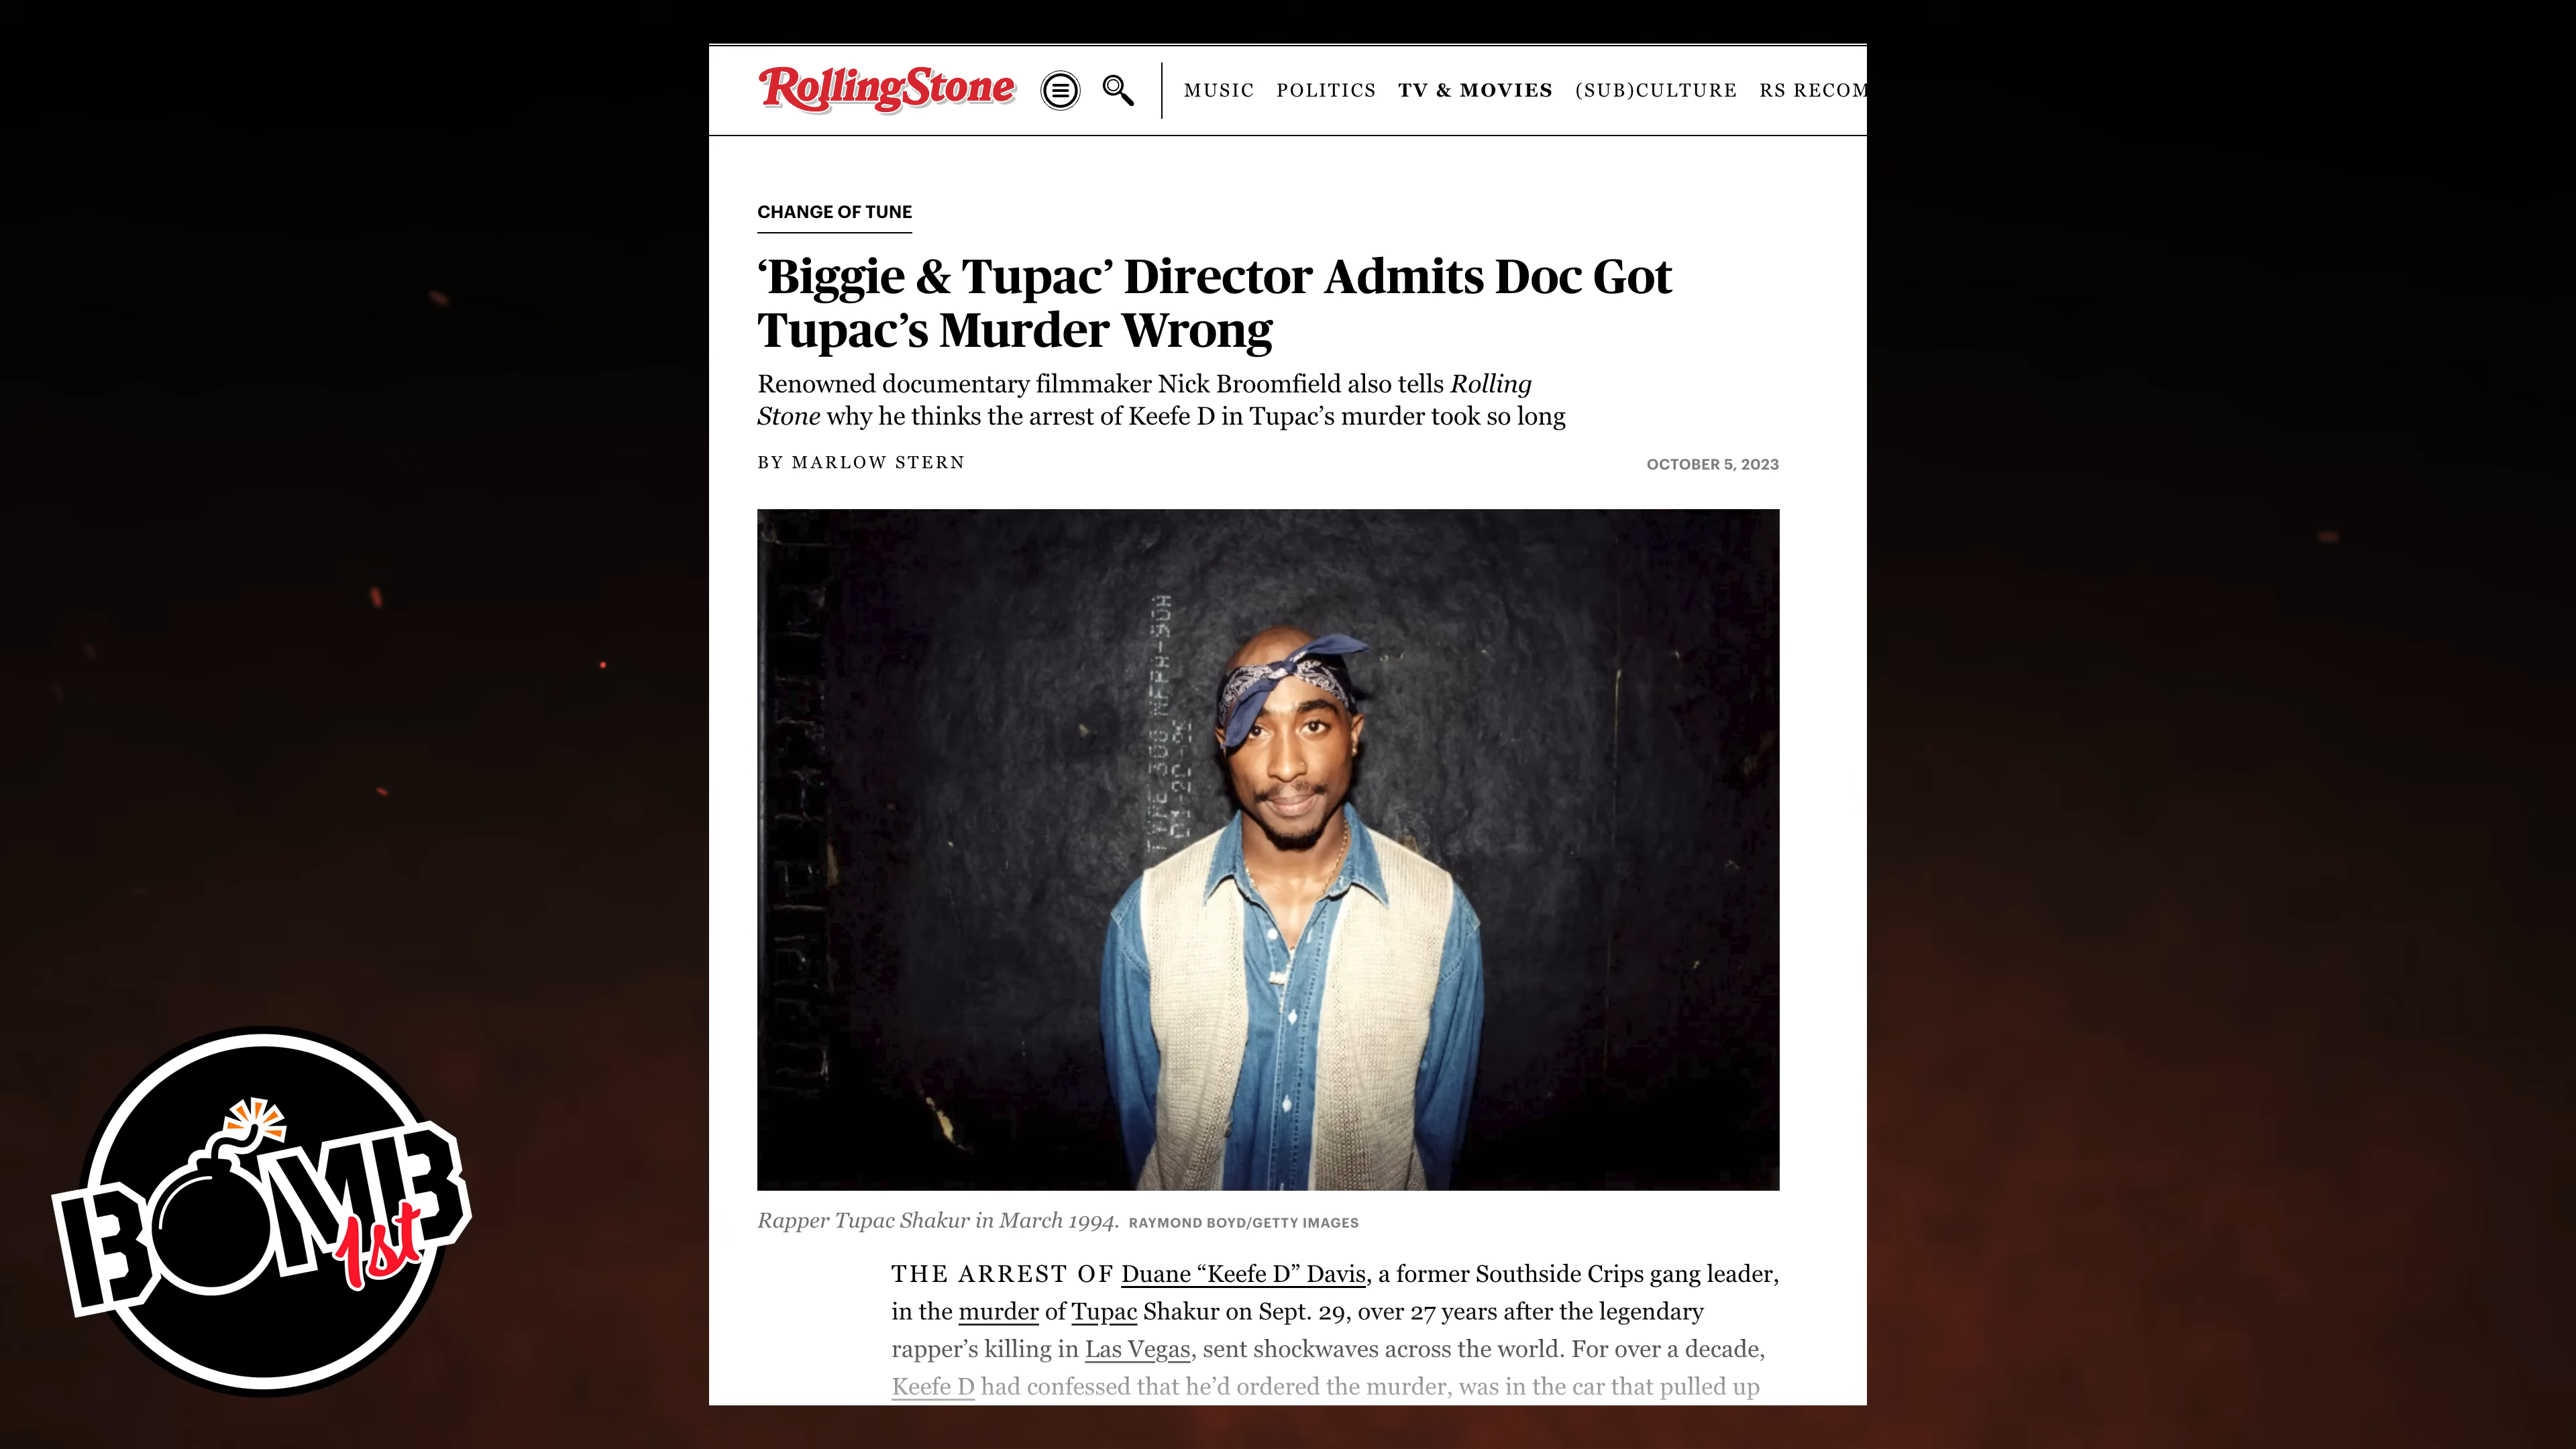 RollingStone
MUSIC POLITICS TV & MOVIES (SUB)CULTURE RS RECOM
CHANGE OF TUNE
‘Biggie & Tupac’ Director Admits Doc Got
Tupac’s Murder Wrong
Renowned documentary filmmaker Nick Broomfield also tells Rolling
Stone why he thinks the arrest of Keefe D in Tupac’s murder took so long
BY MARLOW STERN
OCTOBER 5, 2023
Rapper Tupac Shakur in March 1994. RAYMOND BOYD/GETTY IMAGES
THE ARREST OF Duane “Keefe D” Davis, a former Southside Crips gang leader,
in the murder of Tupac Shakur on Sept. 29, over 27 years after the legendary
rapper’s killing in Las Vegas, sent shockwaves across the world. For over a decade,
Keefe D had confessed that he’d ordered the murder, was in the car that pulled up
BOMB
1st